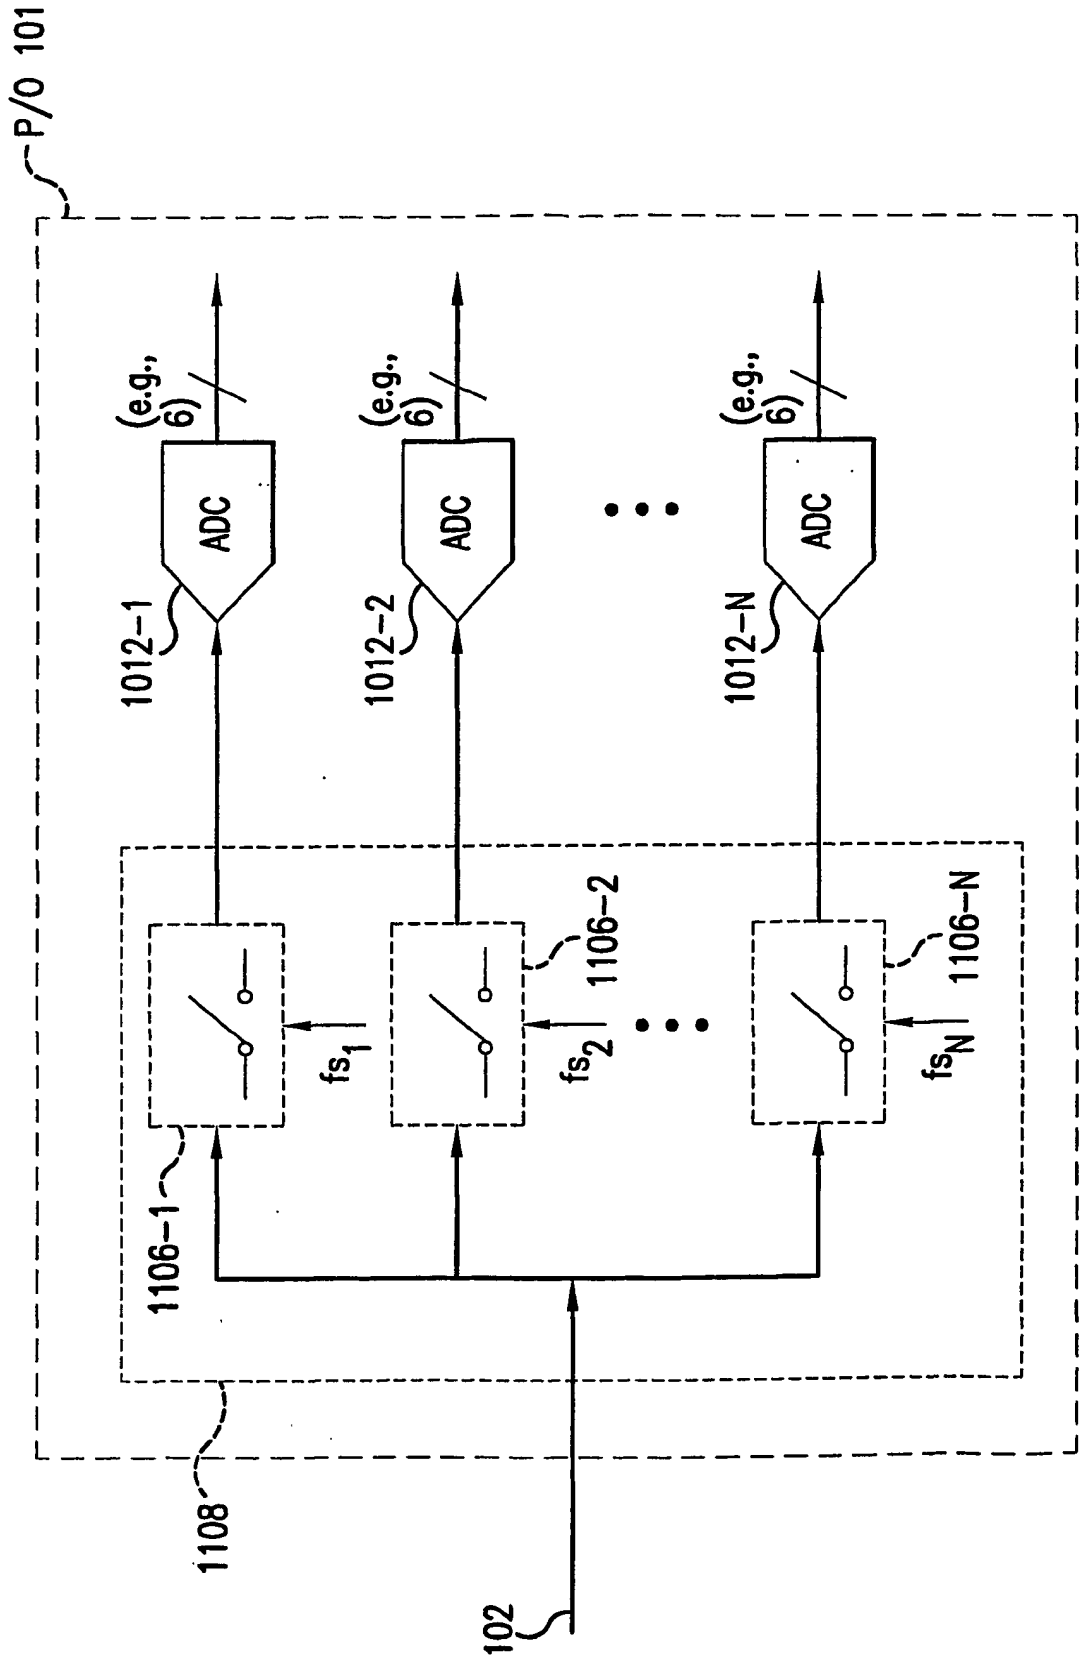 P/O 101
(e.g.,
6)
ADC
1012-1
(e.g.,
6)
ADC
1012-2
(e.g.,
6)
ADC
1012-N
1106-1
fs1
1106-2
fs2
1106-N
fsN
1108
102